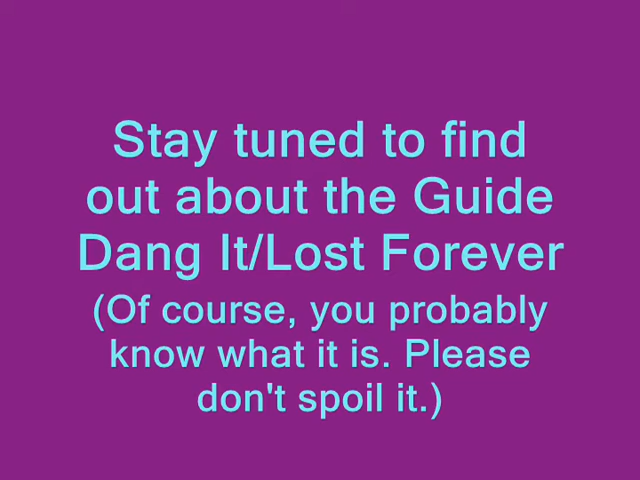 Stay tuned to find
out about the Guide
Dang It/Lost Forever
(Of course, you probably
know what it is. Please
don't spoil it.)